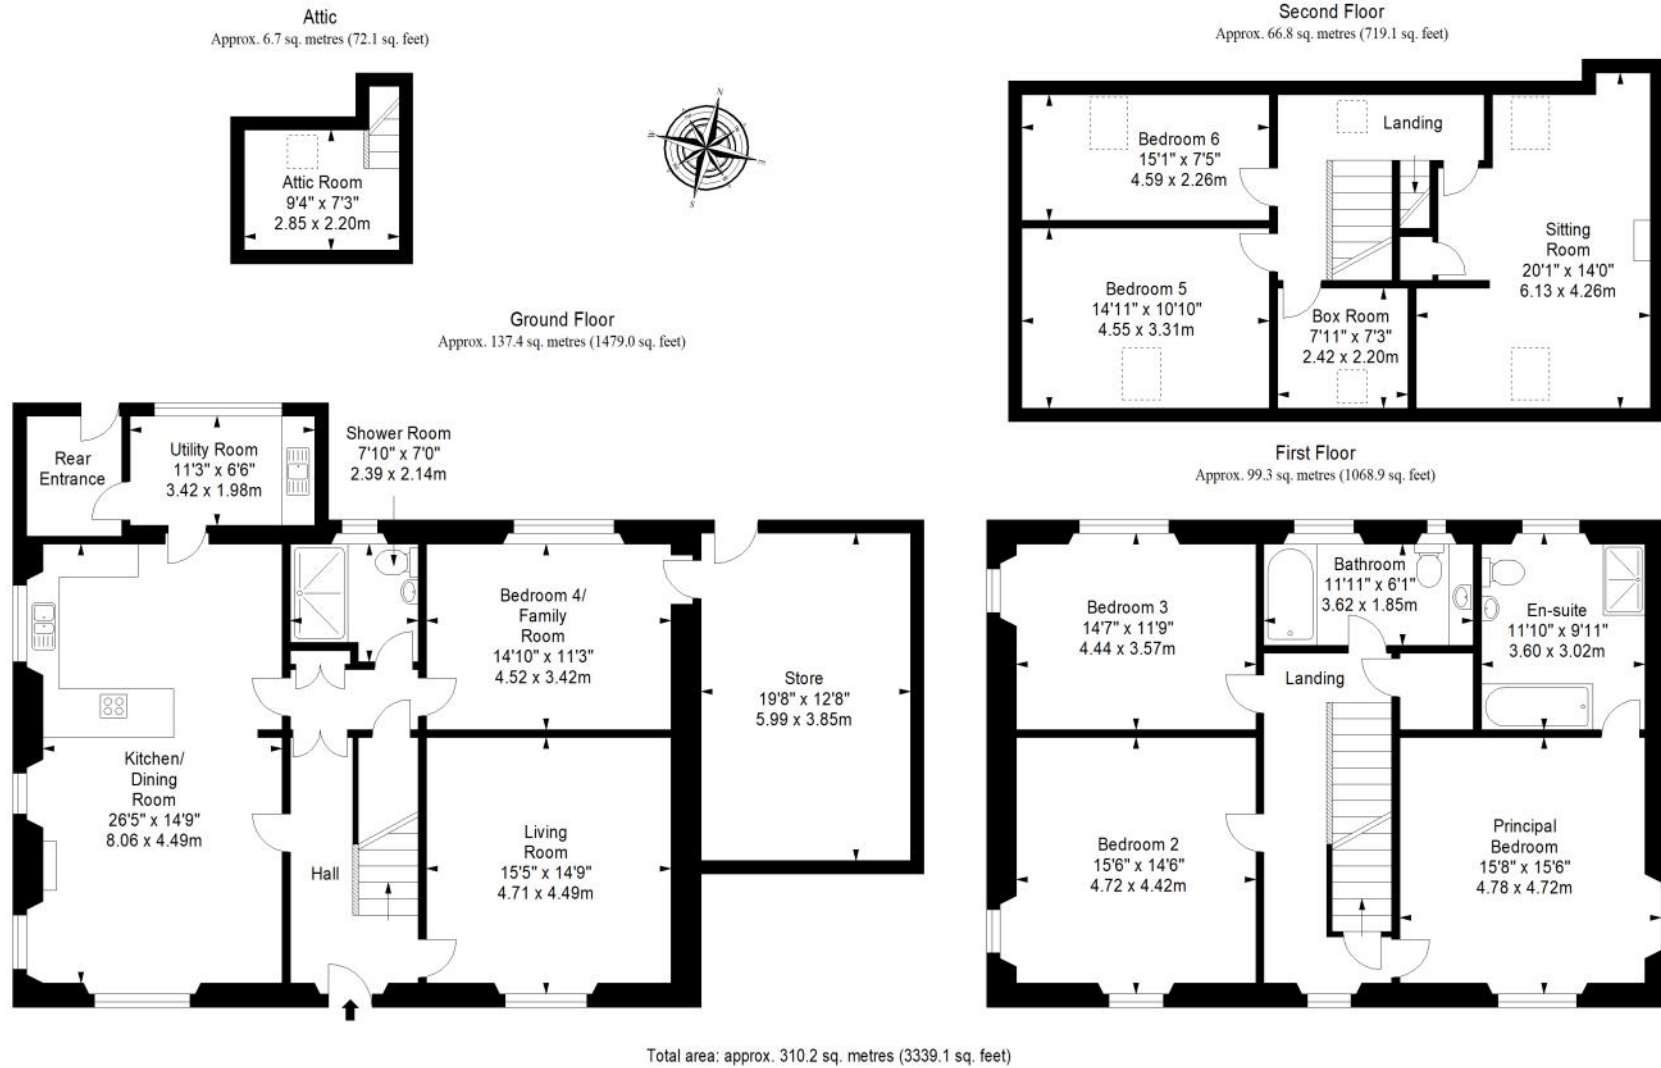 Attic
Approx. 6.7 sq. metres (72.1 sq. feet)
Attic Room
9'4" x 7'3"
2.85 x 2.20m
N
E
S
W
Second Floor
Approx. 66.8 sq. metres (719.1 sq. feet)
Bedroom 6
15'1" x 7'5"
4.59 x 2.26m
Landing
Bedroom 5
14'11" x 10'10"
4.55 x 3.31m
Box Room
7'11" x 7'3"
2.42 x 2.20m
Sitting
Room
20'1" x 14'0"
6.13 x 4.26m
Ground Floor
Approx. 137.4 sq. metres (1479.0 sq. feet)
Rear
Entrance
Utility Room
11'3" x 6'6"
3.42 x 1.98m
Shower Room
7'10" x 7'0"
2.39 x 2.14m
Bedroom 4/
Family
Room
14'10" x 11'3"
4.52 x 3.42m
Store
19'8" x 12'8"
5.99 x 3.85m
Kitchen/
Dining
Room
26'5" x 14'9"
8.06 x 4.49m
Hall
Living
Room
15'5" x 14'9"
4.71 x 4.49m
First Floor
Approx. 99.3 sq. metres (1068.9 sq. feet)
Bedroom 3
14'7" x 11'9"
4.44 x 3.57m
Bathroom
11'11" x 6'1"
3.62 x 1.85m
En-suite
11'10" x 9'11"
3.60 x 3.02m
Landing
Bedroom 2
15'6" x 14'6"
4.72 x 4.42m
Principal
Bedroom
15'8" x 15'6"
4.78 x 4.72m
Total area: approx. 310.2 sq. metres (3339.1 sq. feet)